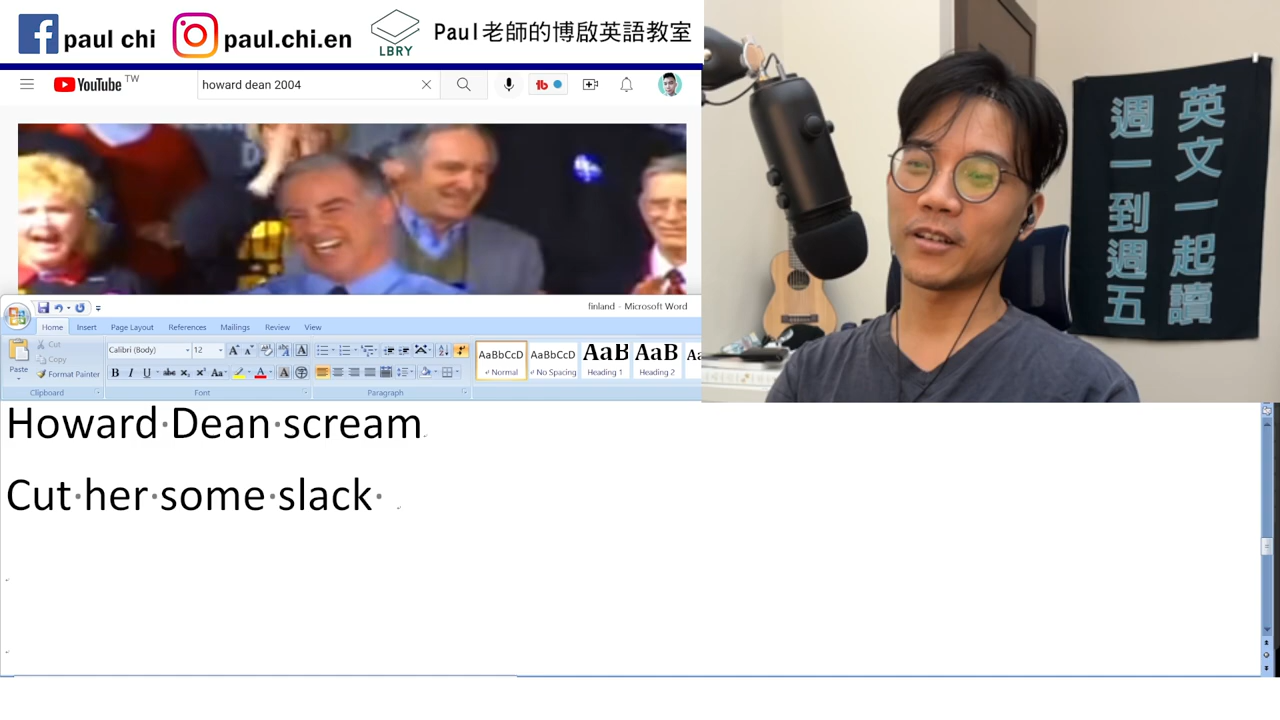 paul chi
paul.chi.en
LBRY
Paul老師的博啟英語教室
YouTube TW
howard dean 2004
finland - Microsoft Word
Home Insert Page Layout References Mailings Review View
Paste
Cut
Copy
Format Painter
Calibri (Body) 12
AaBbCcD AaBbCcD AaB AaB Aa
Normal No Spacing Heading 1 Heading 2
Clipboard Font Paragraph
Howard Dean scream
Cut her some slack
英文一起讀
週一到週五